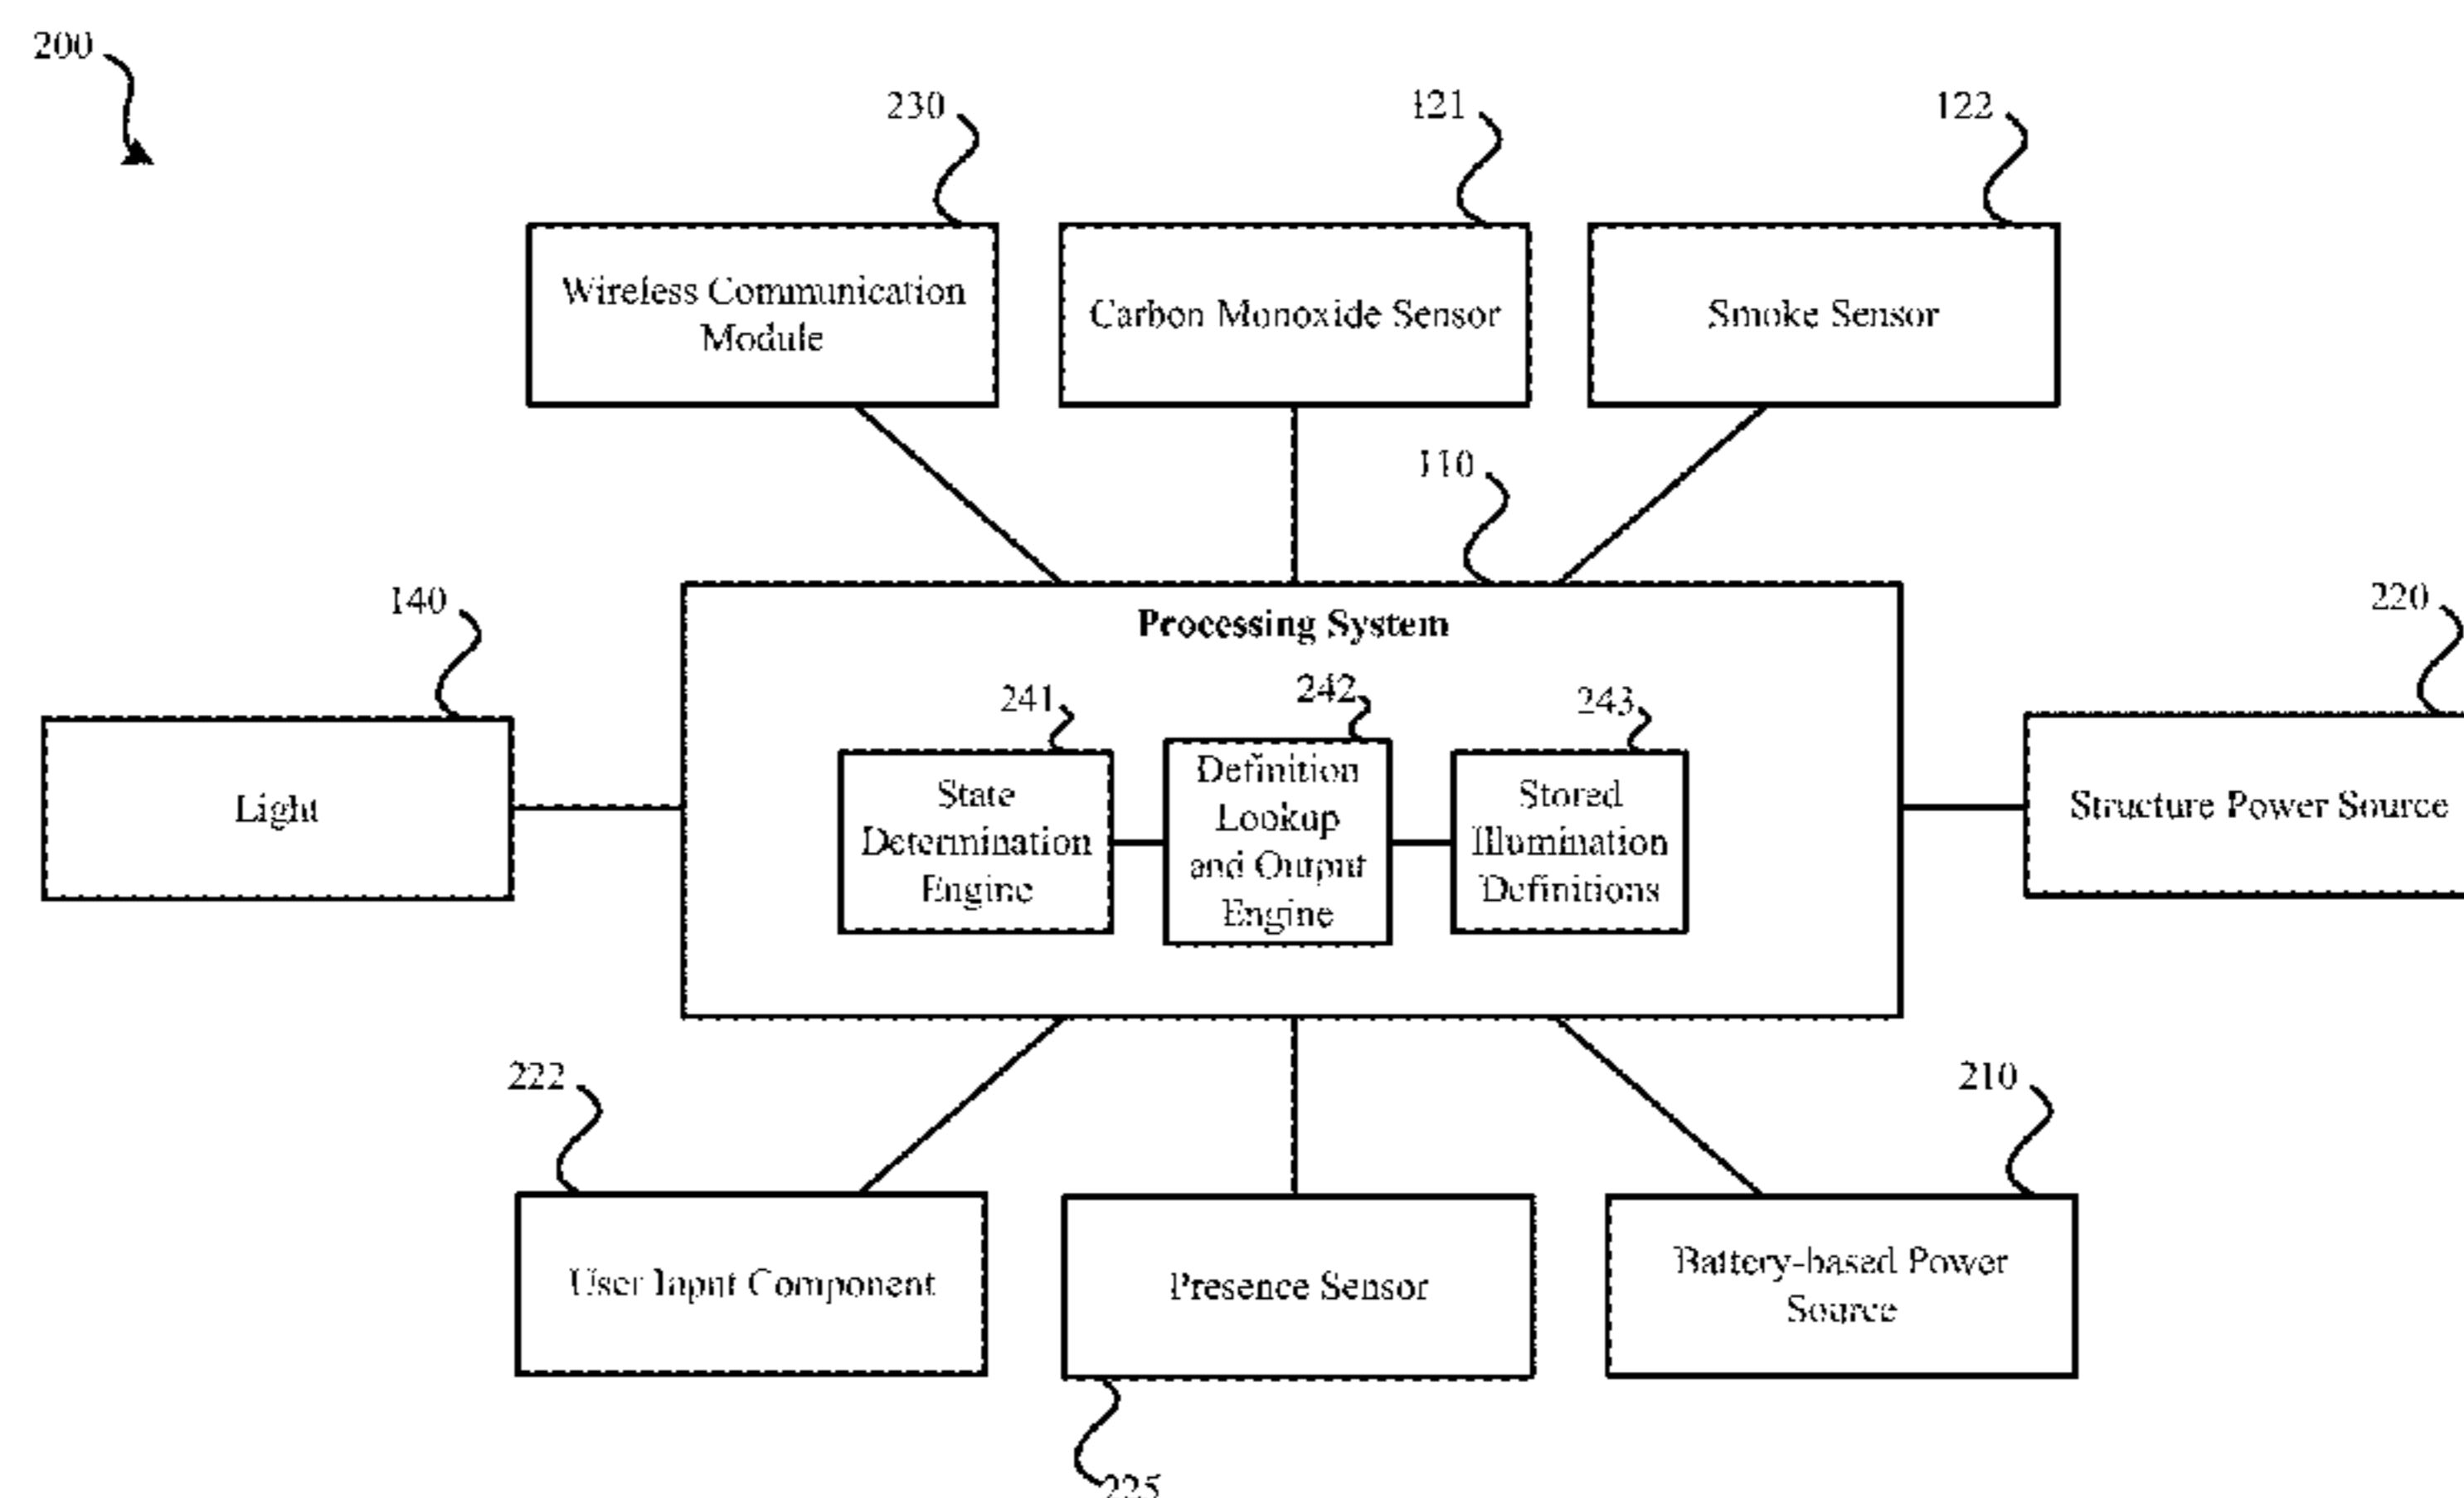 200
230
121
122
Wireless Communication
Module
Carbon Monoxide Sensor
Smoke Sensor
110
140
220
Processing System
241
242
243
Light
State
Determination
Engine
Definition
Lookup
and Output
Engine
Stored
Illumination
Definitions
Structure Power Source
222
210
User Input Component
Presence Sensor
Battery-based Power
Source
225